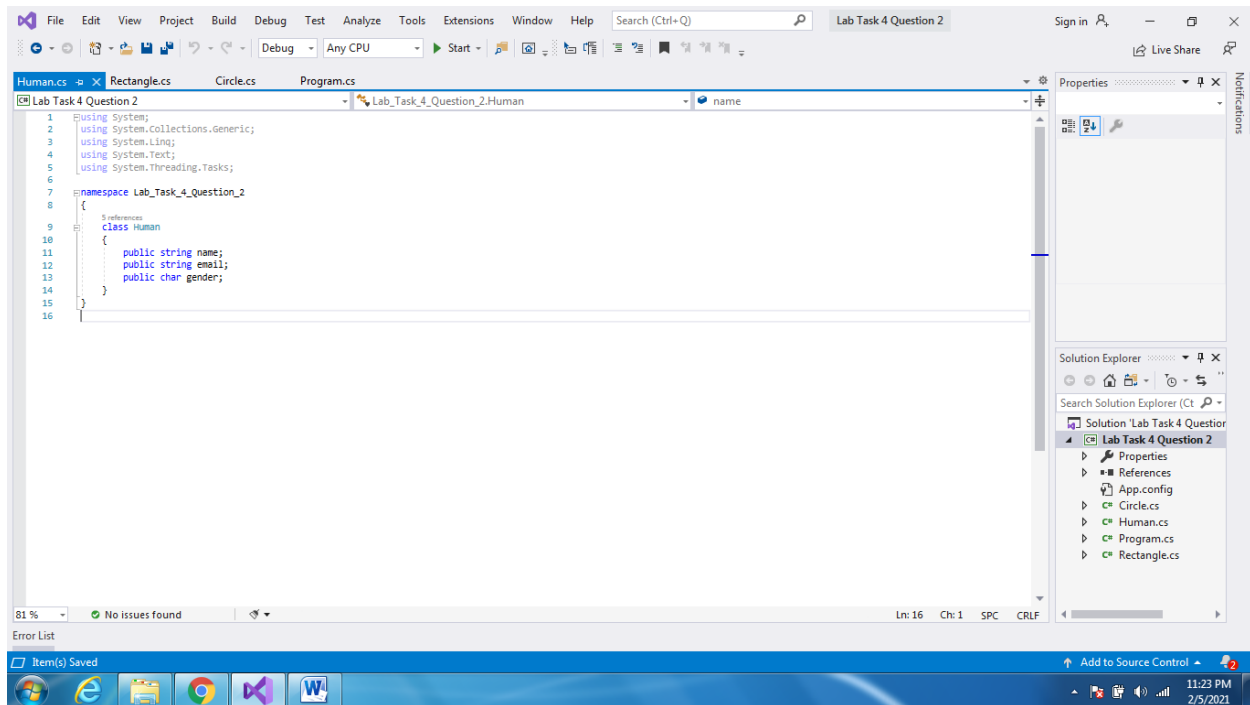 File Edit View Project Build Debug Test Analyze Tools Extensions Window Help Search (Ctrl+Q) Lab Task 4 Question 2 Sign in
Debug Any CPU Start Live Share
Human.cs Rectangle.cs Circle.cs Program.cs
C# Lab Task 4 Question 2 Lab_Task_4_Question_2.Human name
1 using System;
2 using System.Collections.Generic;
3 using System.Linq;
4 using System.Text;
5 using System.Threading.Tasks;
6
7 namespace Lab_Task_4_Question_2
8 {
5 references
9 class Human
10 {
11 public string name;
12 public string email;
13 public char gender;
14 }
15 }
16
81 % No issues found Ln: 16 Ch: 1 SPC CRLF
Error List
Properties
Notifications
Solution Explorer
Search Solution Explorer (Ct
Solution 'Lab Task 4 Question
C# Lab Task 4 Question 2
Properties
References
App.config
C# Circle.cs
C# Human.cs
C# Program.cs
C# Rectangle.cs
Item(s) Saved Add to Source Control 2
11:23 PM
2/5/2021